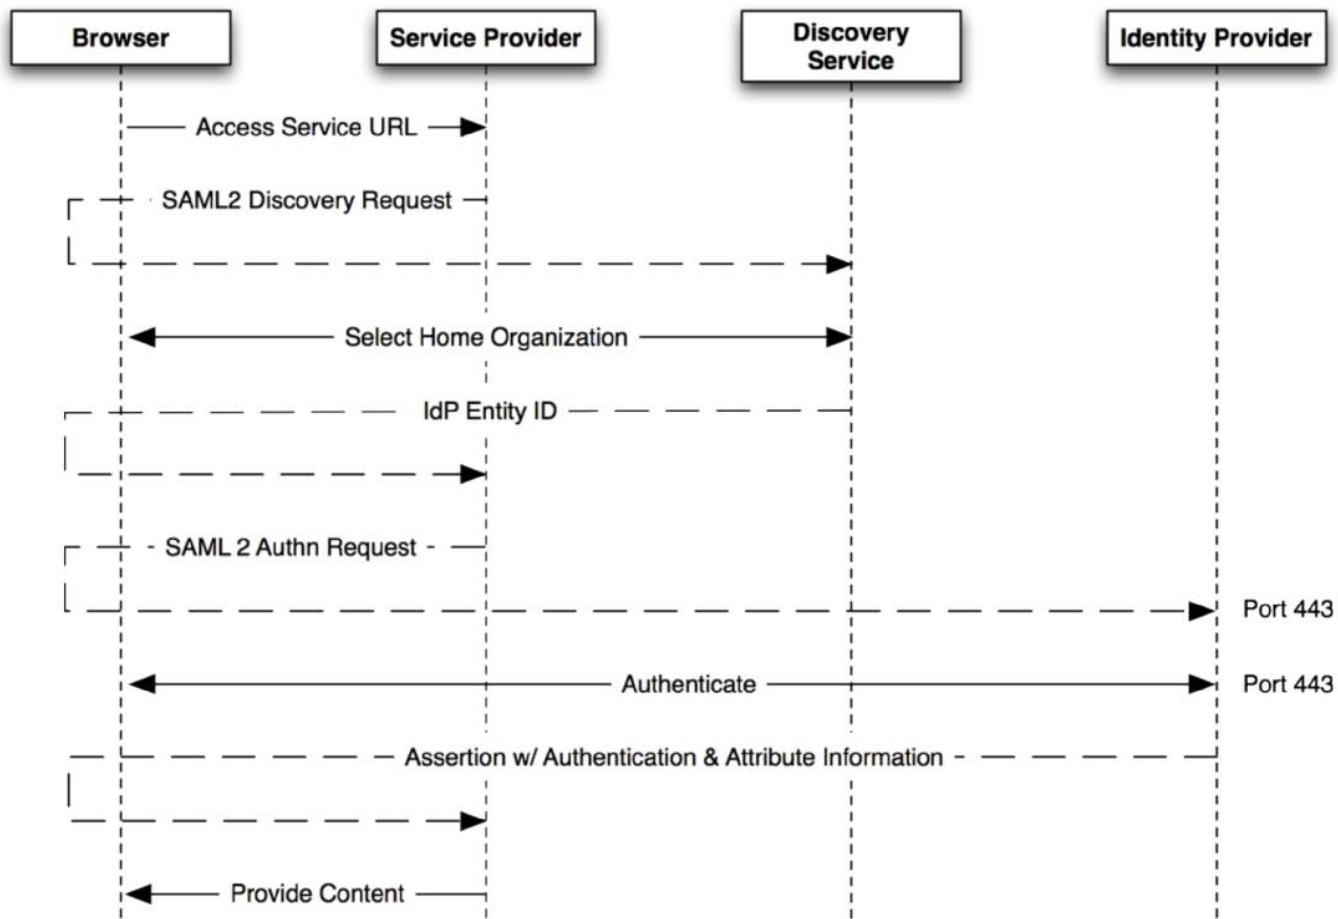 Browser
Service Provider
Discovery
Service
Identity Provider
Access Service URL
SAML2 Discovery Request
Select Home Organization
IdP Entity ID
SAML 2 Authn Request
Port 443
Authenticate
Port 443
Assertion w/ Authentication & Attribute Information
Provide Content